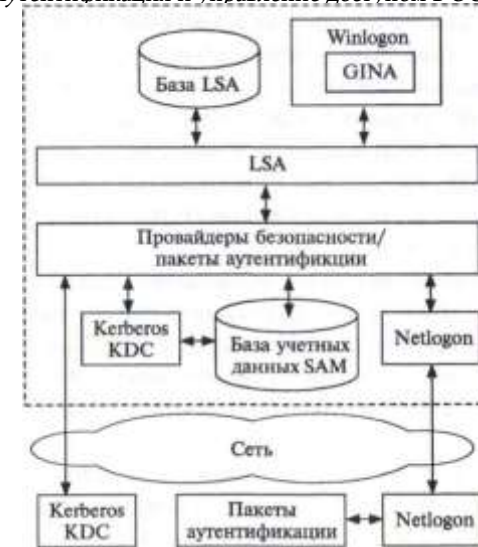 База LSA
Winlogon
GINA
LSA
Провайдеры безопасности/
пакеты аутентификции
Kerberos
KDC
База учетных
данных SAM
Netlogon
Сеть
Kerberos
KDC
Пакеты
аутентификации
Netlogon